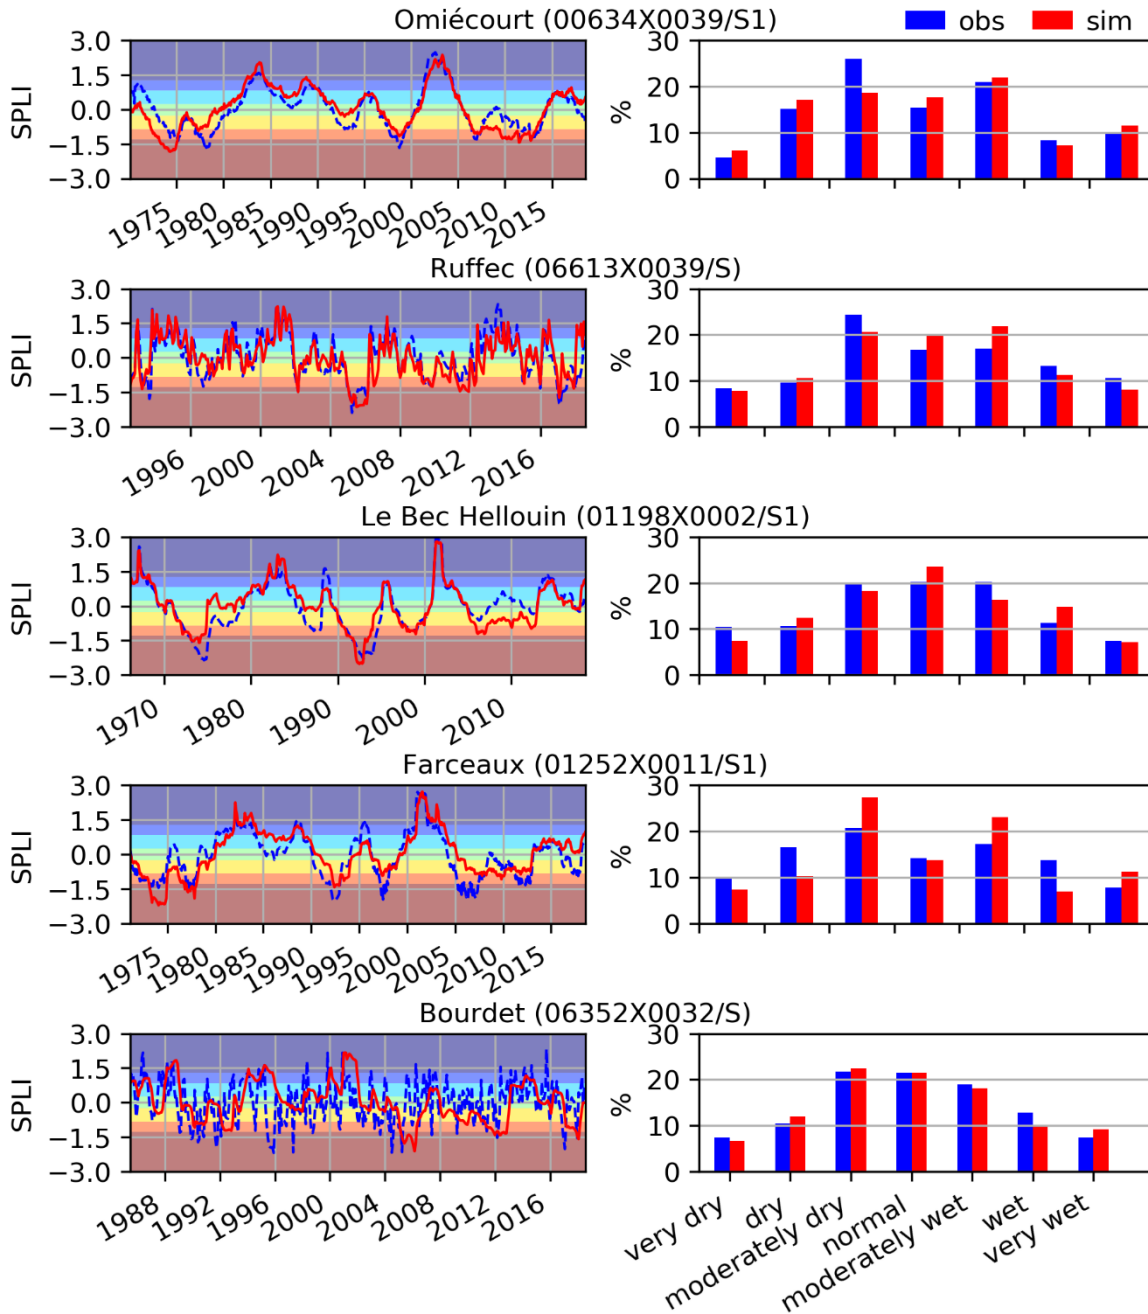 Omiécourt (00634X0039/S1)
obs sim
SPLI
3.0
1.5
0.0
−1.5
−3.0
1975 1980 1985 1990 1995 2000 2005 2010 2015
%
30
20
10
0
Ruffec (06613X0039/S)
SPLI
3.0
1.5
0.0
−1.5
−3.0
1996 2000 2004 2008 2012 2016
%
30
20
10
0
Le Bec Hellouin (01198X0002/S1)
SPLI
3.0
1.5
0.0
−1.5
−3.0
1970 1980 1990 2000 2010
%
30
20
10
0
Farceaux (01252X0011/S1)
SPLI
3.0
1.5
0.0
−1.5
−3.0
1975 1980 1985 1990 1995 2000 2005 2010 2015
%
30
20
10
0
Bourdet (06352X0032/S)
SPLI
3.0
1.5
0.0
−1.5
−3.0
1988 1992 1996 2000 2004 2008 2012 2016
%
30
20
10
0
very dry
dry
moderately dry
normal
moderately wet
wet
very wet